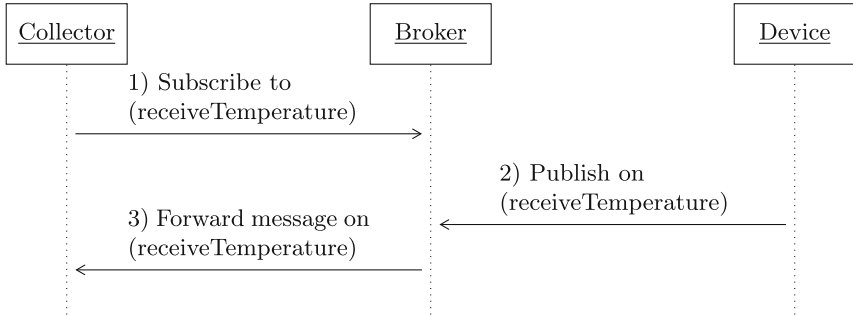 Collector
Broker
Device
1) Subscribe to
(receiveTemperature)
2) Publish on
(receiveTemperature)
3) Forward message on
(receiveTemperature)